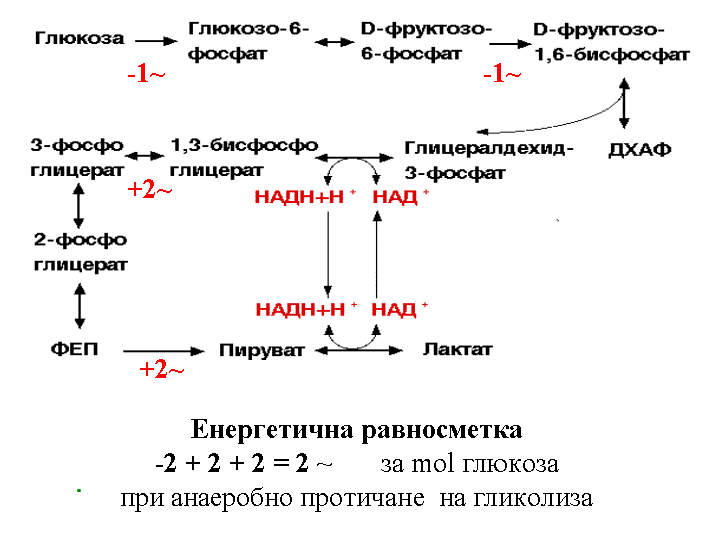 Глюкоза
Глюкозо-6-
фосфат
D-фруктозо-
6-фосфат
D-фруктозо-
1,6-бисфосфат
-1~
-1~
3-фосфо
глицерат
1,3-бисфосфо
глицерат
Глицералдехид-
3-фосфат
ДХАФ
+2~
НАДН+Н +
НАД +
2-фосфо
глицерат
НАДН+Н +
НАД +
ФЕП
Пируват
Лактат
+2~
Енергетична равносметка
-2 + 2 + 2 = 2 ~ за mol глюкоза
при анаеробно протичане на гликолиза